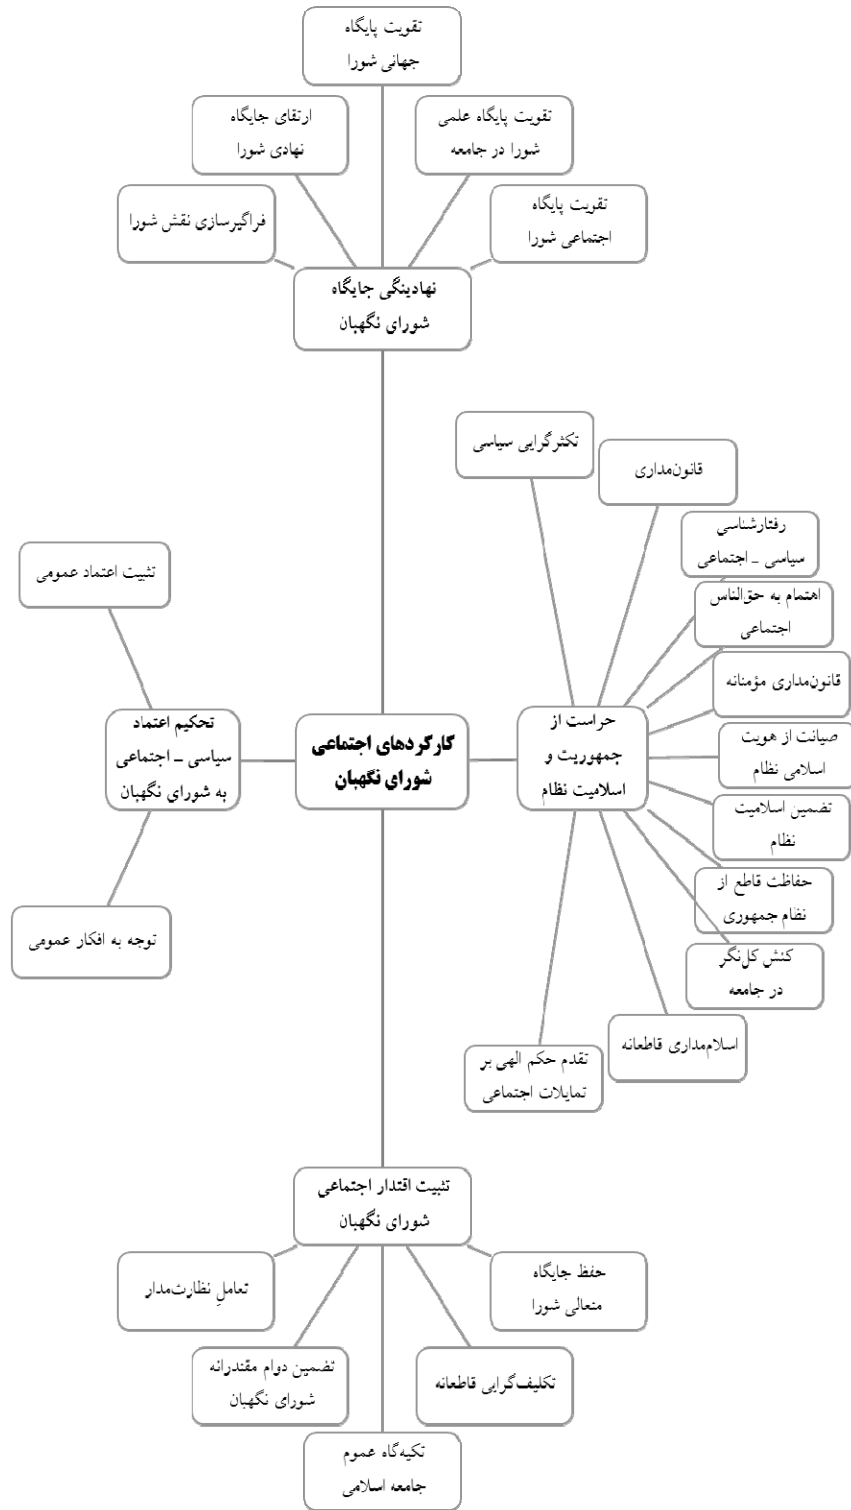 تقویت پایگاه
جهانی شورا
ارتقای جایگاه
نهادی شورا
تقویت پایگاه علمی
شورا در جامعه
فراگیرسازی نقش شورا
تقویت پایگاه
اجتماعی شورا
نهادینگی جایگاه
شورای نگهبان
تکثرگرایی سیاسی
قانون‌مداری
رفتارشناسی
سیاسی ـ اجتماعی
اهتمام به حق‌الناس
اجتماعی
قانون‌مداری مؤمنانه
صیانت از هویت
اسلامی نظام
تضمین اسلامیت
نظام
حفاظت قاطع از
نظام جمهوری
کنش کل‌نگر
در جامعه
اسلام‌مداری قاطعانه
تقدم حکم الهی بر
تمایلات اجتماعی
حراست از
جمهوریت و
اسلامیت نظام
کارکردهای اجتماعی
شورای نگهبان
تثبیت اعتماد عمومی
تحکیم اعتماد
سیاسی ـ اجتماعی
به شورای نگهبان
توجه به افکار عمومی
تثبیت اقتدار اجتماعی
شورای نگهبان
تعاملِ نظارت‌مدار
حفظ جایگاه
متعالی شورا
تضمین دوام مقتدرانه
شورای نگهبان
تکلیف‌گرایی قاطعانه
تکیه‌گاه عموم
جامعه اسلامی